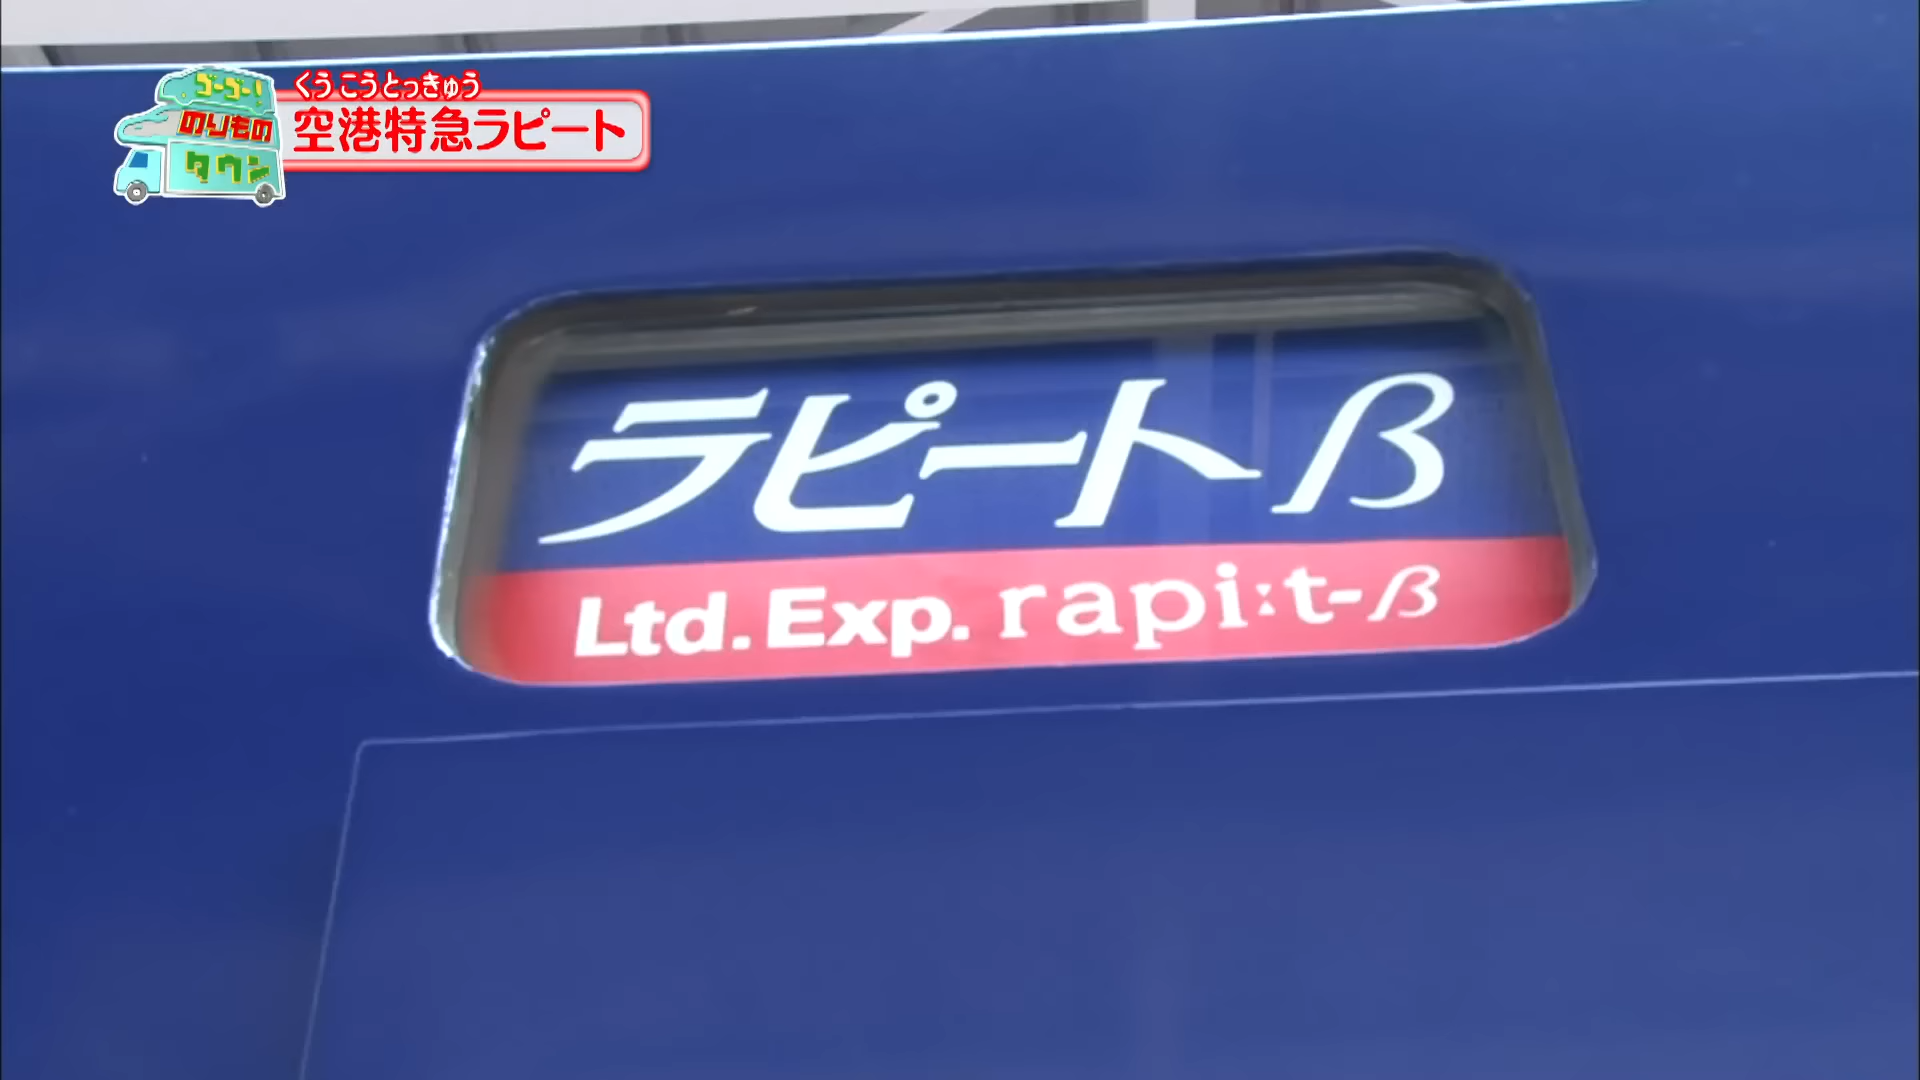 ゴーゴー!
のりもの
タウン
くうこうとっきゅう
空港特急ラピート
ラピートβ
Ltd. Exp. rapi:t-β